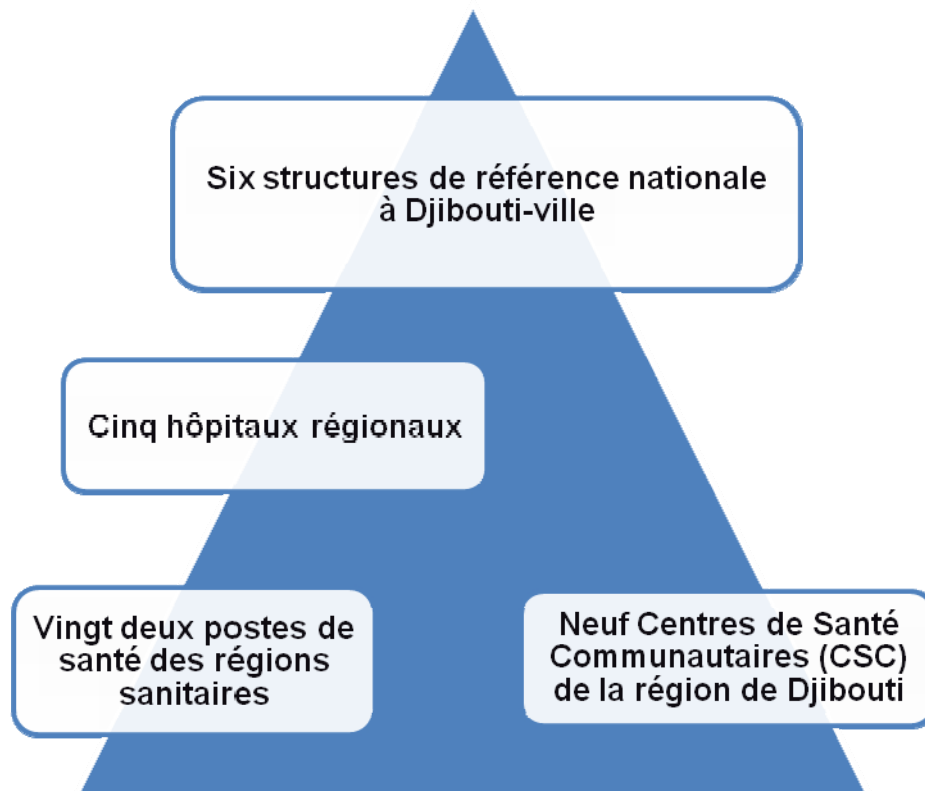 Six structures de référence nationale
à Djibouti-ville
Cinq hôpitaux régionaux
Vingt deux postes de
santé des régions
sanitaires
Neuf Centres de Santé
Communautaires (CSC)
de la région de Djibouti